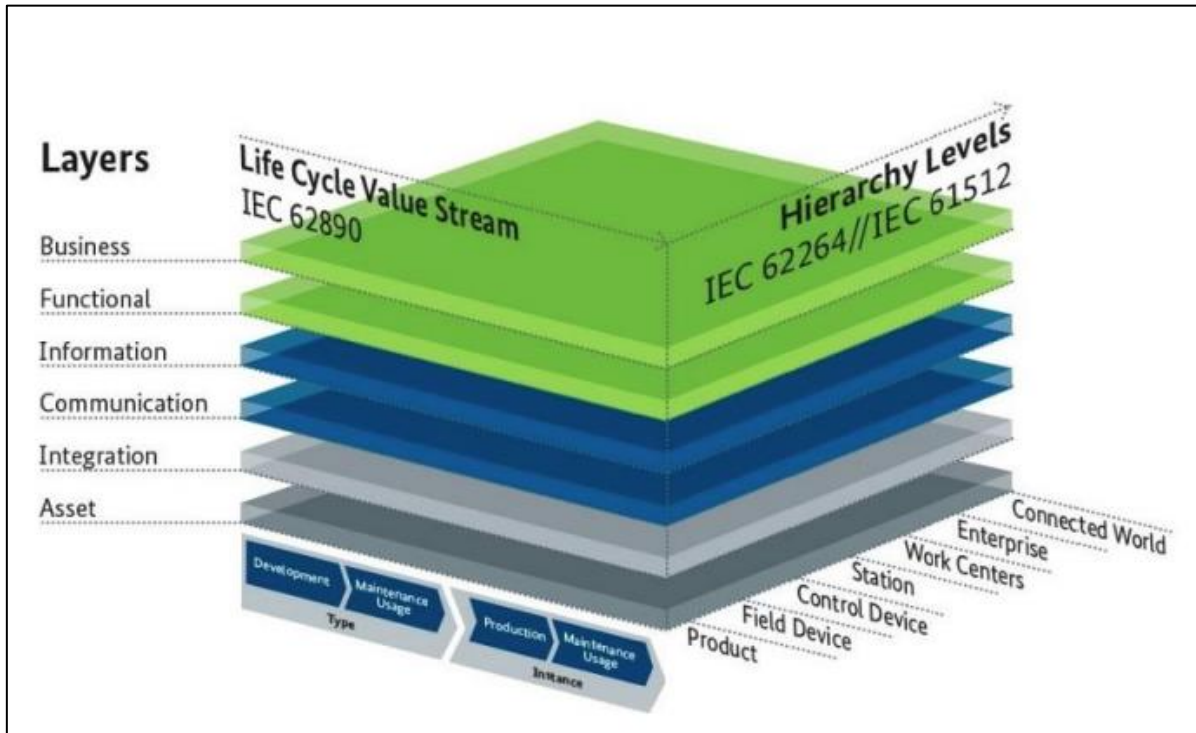 Layers
Life Cycle Value Stream
IEC 62890
Hierarchy Levels
IEC 62264//IEC 61512
Business
Functional
Information
Communication
Integration
Asset
Development
Maintenance
Usage
Type
Production
Maintenance
Usage
Instance
Connected World
Enterprise
Work Centers
Station
Control Device
Field Device
Product